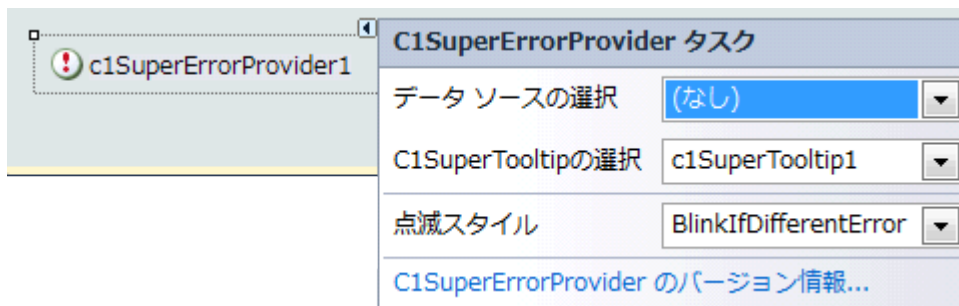 c1SuperErrorProvider1
C1SuperErrorProvider タスク
データ ソースの選択 (なし)
C1SuperTooltipの選択 c1SuperTooltip1
点滅スタイル BlinkIfDifferentError
C1SuperErrorProvider のバージョン情報...